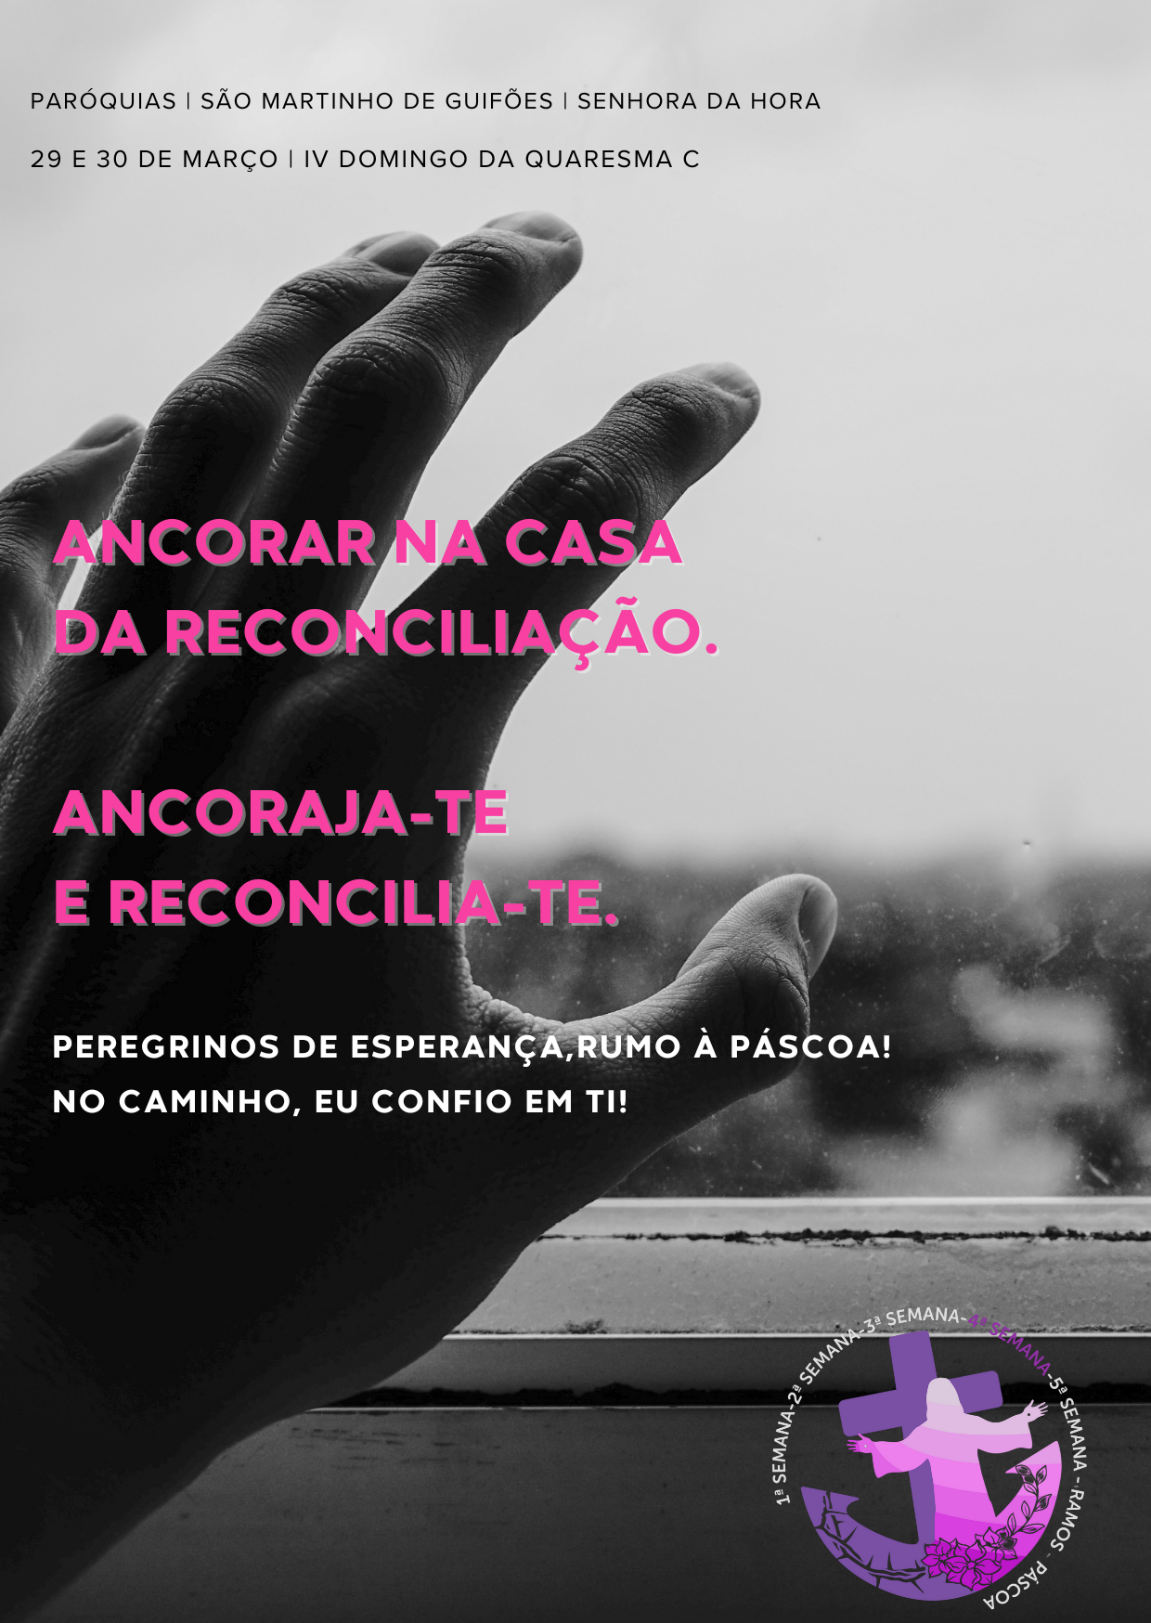 PARÓQUIAS | SÃO MARTINHO DE GUIFÕES | SENHORA DA HORA
29 E 30 DE MARÇO | IV DOMINGO DA QUARESMA C
ANCORAR NA CASA
DA RECONCILIAÇÃO.
ANCORAJA-TE
E RECONCILIA-TE.
PEREGRINOS DE ESPERANÇA,RUMO À PÁSCOA!
NO CAMINHO, EU CONFIO EM TI!
1ª SEMANA-2ª SEMANA-3ª SEMANA-4ª SEMANA-5ª SEMANA - RAMOS - PÁSCOA